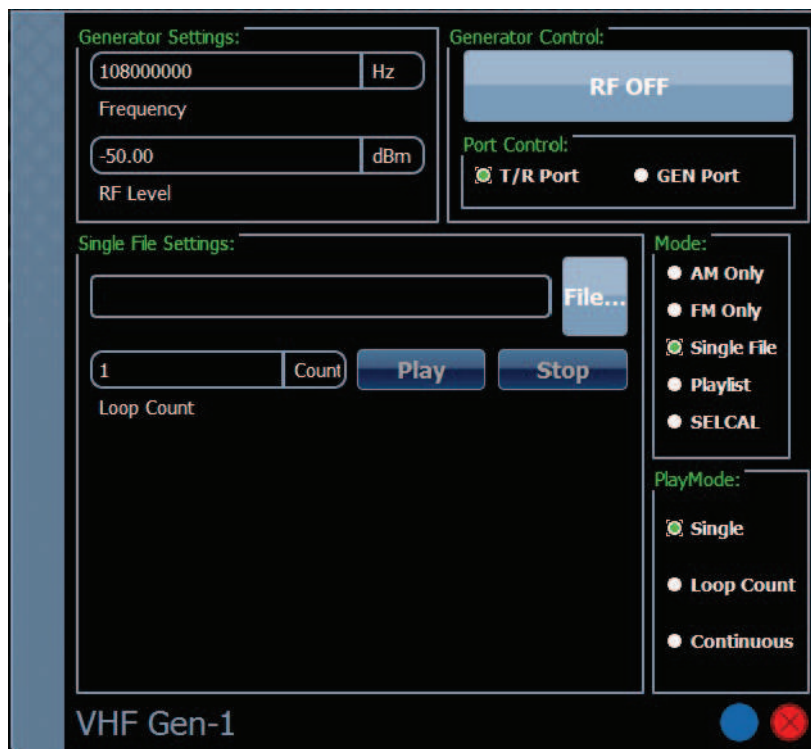 Generator Settings:
108000000 Hz
Frequency
-50.00 dBm
RF Level
Generator Control:
RF OFF
Port Control:
T/R Port GEN Port
Single File Settings:
File...
1 Count Play Stop
Loop Count
Mode:
AM Only
FM Only
Single File
Playlist
SELCAL
PlayMode:
Single
Loop Count
Continuous
VHF Gen-1